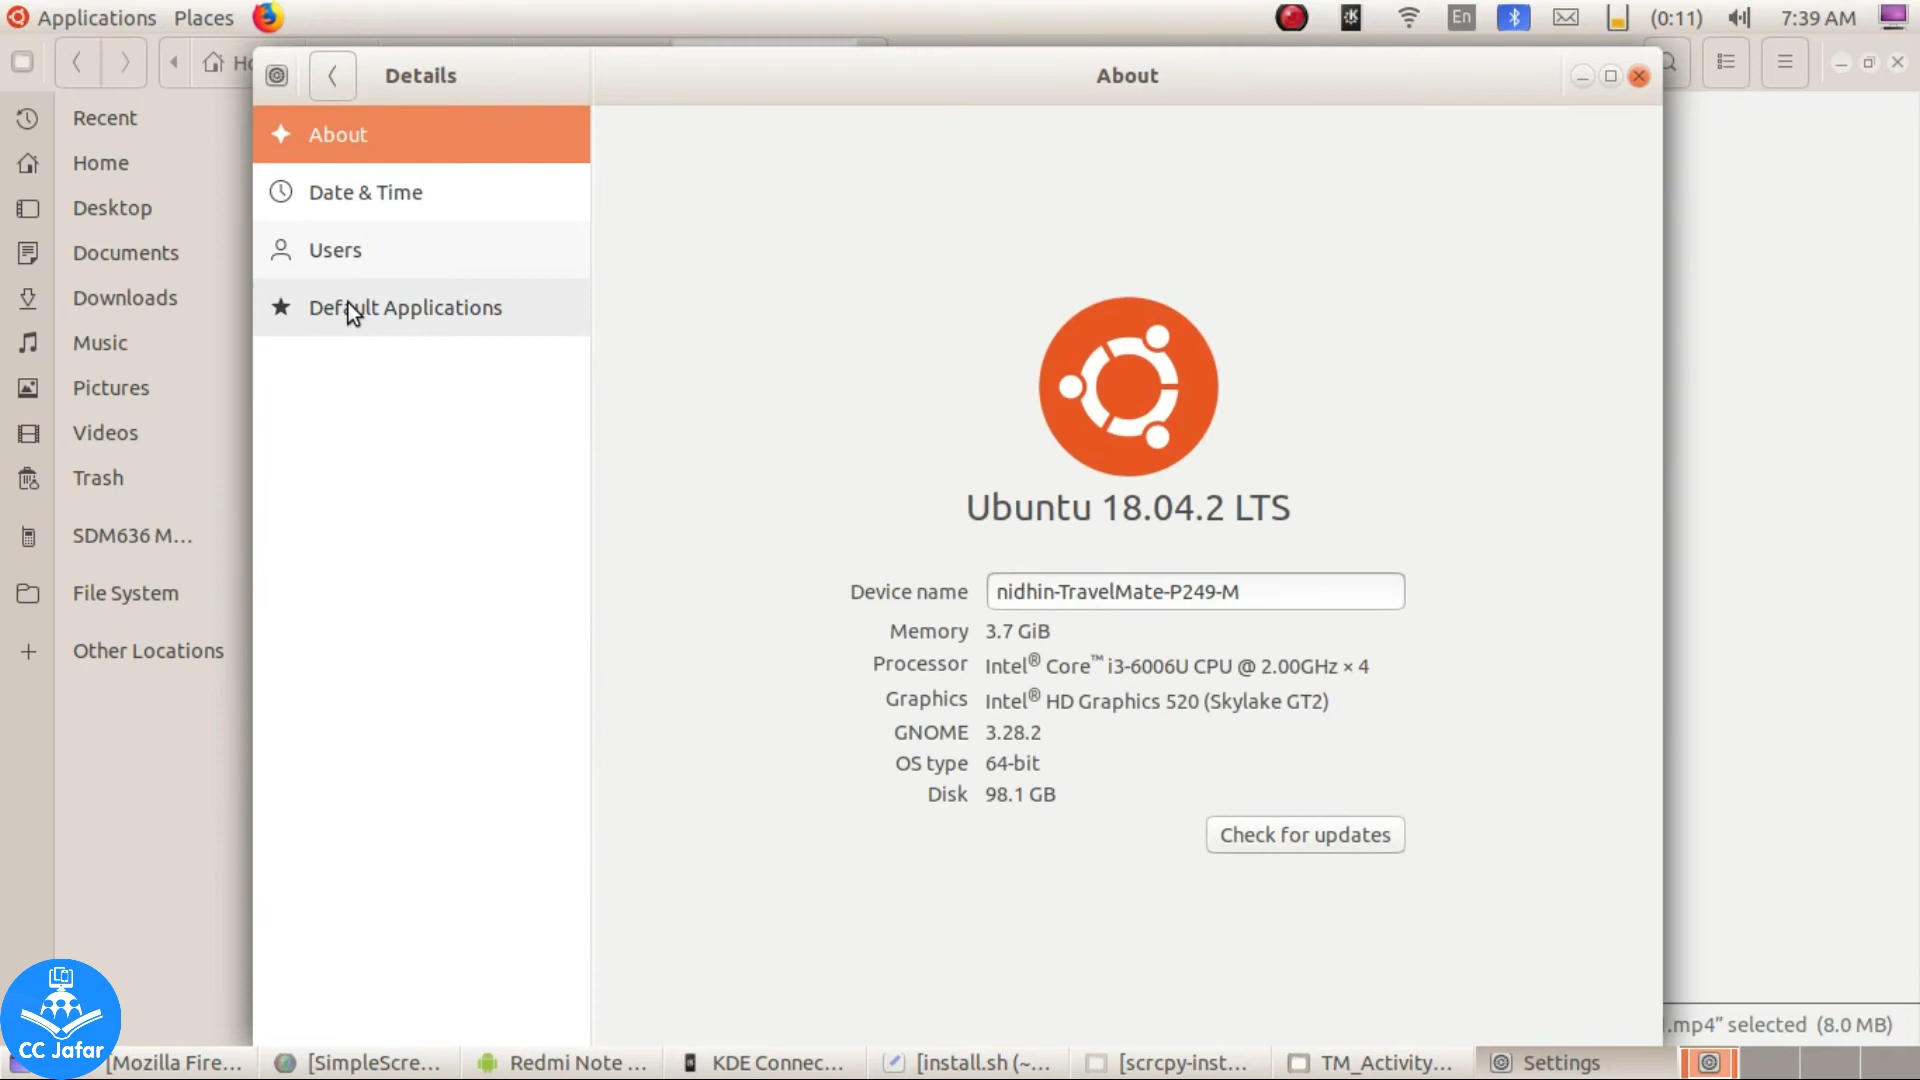 Applications Places
En
(0:11)
7:39 AM
Details
About
About
Date & Time
Users
Default Applications
Recent
Home
Desktop
Documents
Downloads
Music
Pictures
Videos
Trash
SDM636 M...
File System
Other Locations
Ubuntu 18.04.2 LTS
Device name nidhin-TravelMate-P249-M
Memory 3.7 GiB
Processor Intel® Core™ i3-6006U CPU @ 2.00GHz × 4
Graphics Intel® HD Graphics 520 (Skylake GT2)
GNOME 3.28.2
OS type 64-bit
Disk 98.1 GB
Check for updates
.mp4” selected (8.0 MB)
CC Jafar
[Mozilla Fire...
[SimpleScre...
Redmi Note ...
KDE Connec...
[install.sh (~...
[scrcpy-inst...
TM_Activity...
Settings